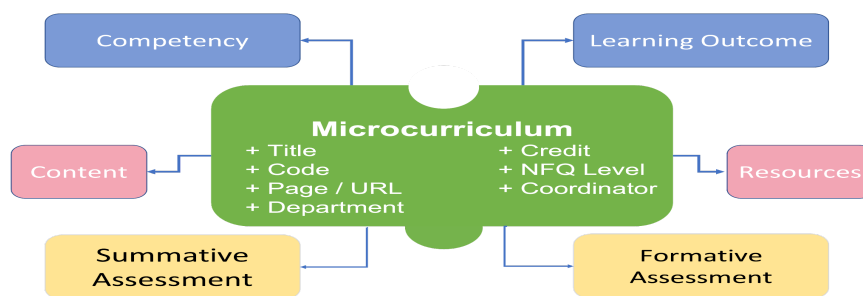 Competency
Learning Outcome
Microcurriculum
+ Title
+ Code
+ Page / URL
+ Department
+ Credit
+ NFQ Level
+ Coordinator
Content
Resources
Summative
Assessment
Formative
Assessment